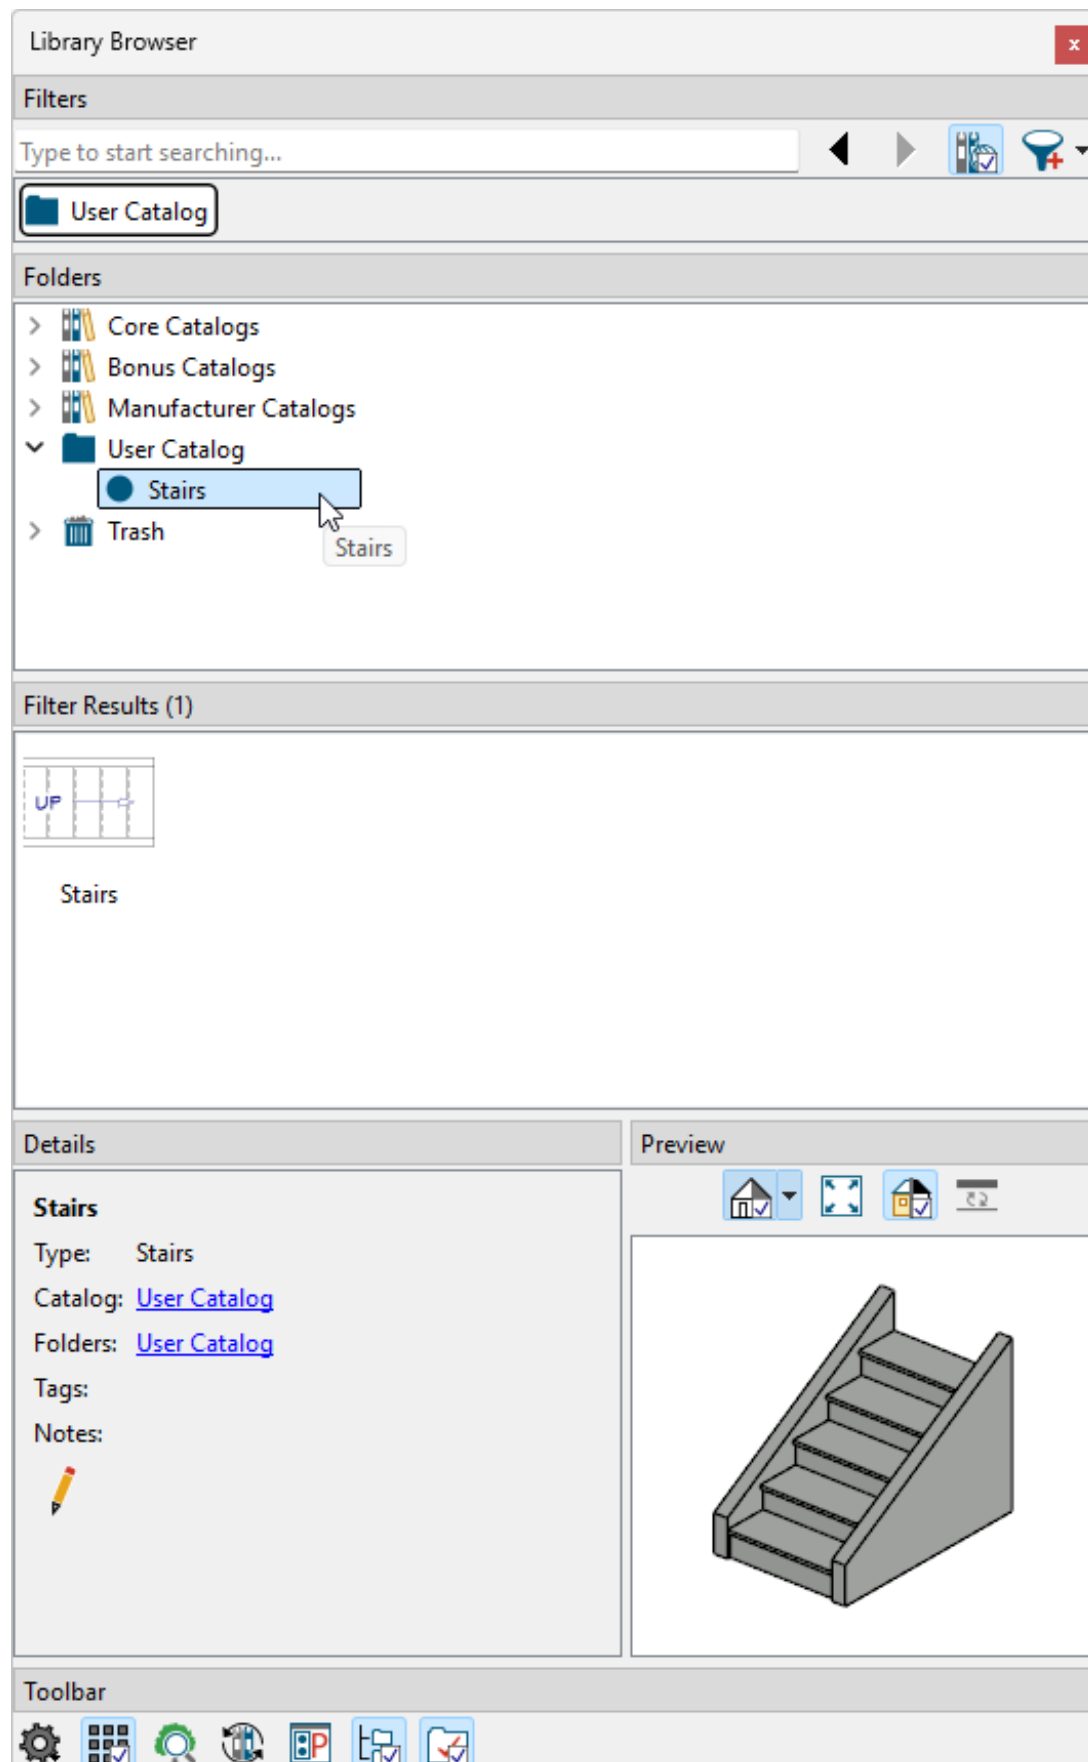 Library Browser
x
Filters
Type to start searching...
User Catalog
Folders
Core Catalogs
Bonus Catalogs
Manufacturer Catalogs
User Catalog
Stairs
Trash
Stairs
Filter Results (1)
UP
Stairs
Details
Preview
Stairs
Type: Stairs
Catalog: User Catalog
Folders: User Catalog
Tags:
Notes:
Toolbar
P